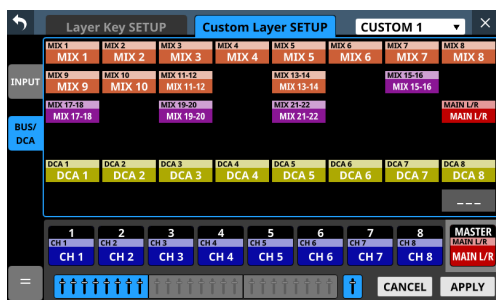 Layer Key SETUP Custom Layer SETUP CUSTOM 1 ▼ ×
MIX 1 MIX 2 MIX 3 MIX 4 MIX 5 MIX 6 MIX 7 MIX 8
MIX 1 MIX 2 MIX 3 MIX 4 MIX 5 MIX 6 MIX 7 MIX 8
INPUT
MIX 9 MIX 10 MIX 11-12 MIX 13-14 MIX 15-16
MIX 9 MIX 10 MIX 11-12 MIX 13-14 MIX 15-16
MIX 17-18 MIX 19-20 MIX 21-22 MAIN L/R
MIX 17-18 MIX 19-20 MIX 21-22 MAIN L/R
BUS/
DCA
DCA 1 DCA 2 DCA 3 DCA 4 DCA 5 DCA 6 DCA 7 DCA 8
DCA 1 DCA 2 DCA 3 DCA 4 DCA 5 DCA 6 DCA 7 DCA 8
---
1 2 3 4 5 6 7 8 MASTER
CH 1 CH 2 CH 3 CH 4 CH 5 CH 6 CH 7 CH 8 MAIN L/R
CH 1 CH 2 CH 3 CH 4 CH 5 CH 6 CH 7 CH 8 MAIN L/R
CANCEL APPLY